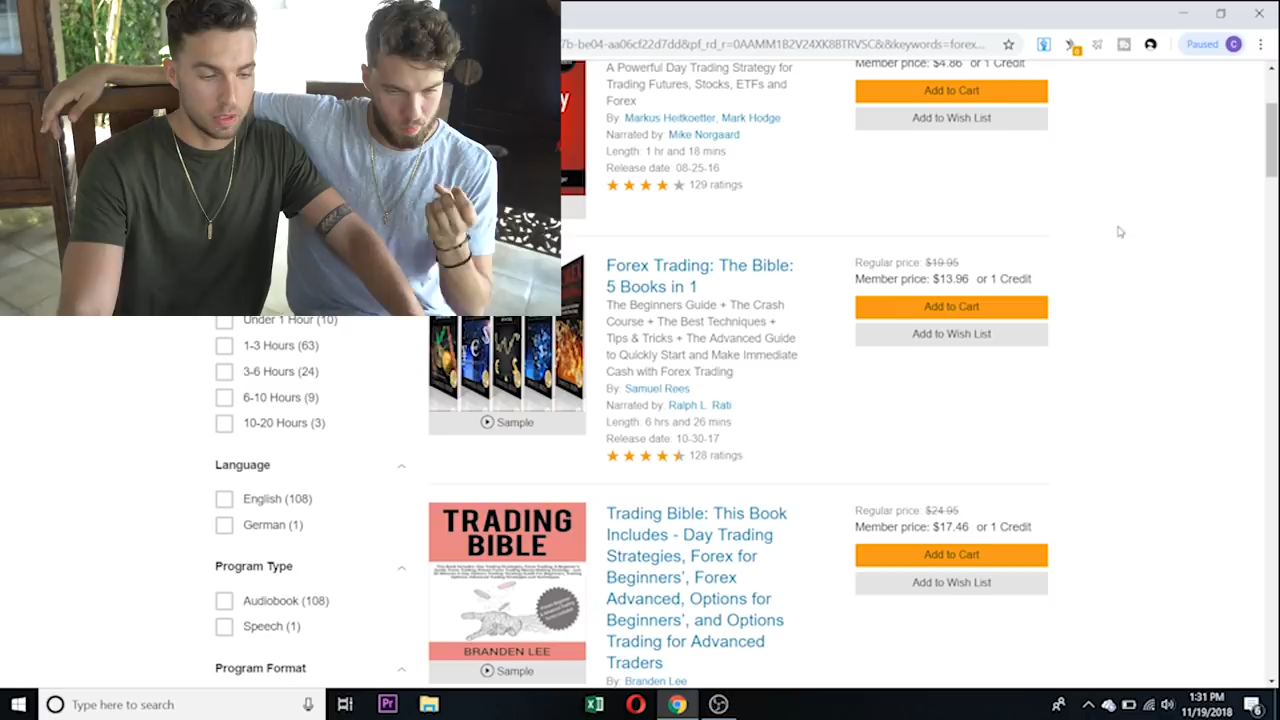 7b-be04-aa06cf22d7dd&pf_rd_r=0AAMM1B2V24XK8BTRVSC&i&keywords=forex...
Paused
C
A Powerful Day Trading Strategy for
Trading Futures, Stocks, ETFs and
Forex
By: Markus Heitkoetter, Mark Hodge
Narrated by: Mike Norgaard
Length: 1 hr and 18 mins
Release date: 08-25-16
129 ratings
Member price: $4.86 or 1 Credit
Add to Cart
Add to Wish List
Forex Trading: The Bible:
5 Books in 1
The Beginners Guide + The Crash
Course + The Best Techniques +
Tips & Tricks + The Advanced Guide
to Quickly Start and Make Immediate
Cash with Forex Trading
By: Samuel Rees
Narrated by: Ralph L. Rati
Length: 6 hrs and 26 mins
Release date: 10-30-17
128 ratings
Regular price: $19.95
Member price: $13.96 or 1 Credit
Add to Cart
Add to Wish List
Sample
Under 1 Hour (10)
1-3 Hours (63)
3-6 Hours (24)
6-10 Hours (9)
10-20 Hours (3)
Language
English (108)
German (1)
Program Type
Audiobook (108)
Speech (1)
Program Format
TRADING
BIBLE
BRANDEN LEE
Sample
Trading Bible: This Book
Includes - Day Trading
Strategies, Forex for
Beginners', Forex
Advanced, Options for
Beginners', and Options
Trading for Advanced
Traders
By: Branden Lee
Regular price: $24.95
Member price: $17.46 or 1 Credit
Add to Cart
Add to Wish List
Type here to search
Pr
1:31 PM
11/19/2018
6